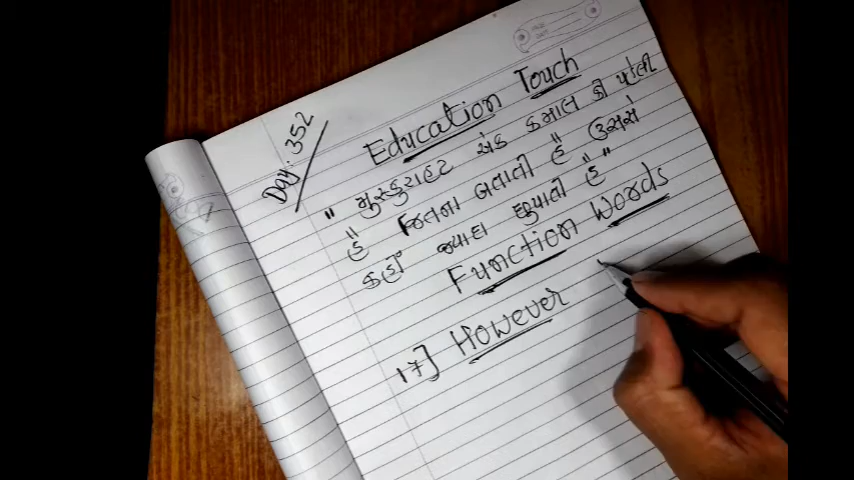 Day: 352
Education Touch
" મુસ્કુરાહટ એક કમાલ કી પહેલી
હૈ જિતના બતાતી હૈ ઉસસે
કહીં જ્યાદા છુપાતી હૈ "
Function Words
17] However